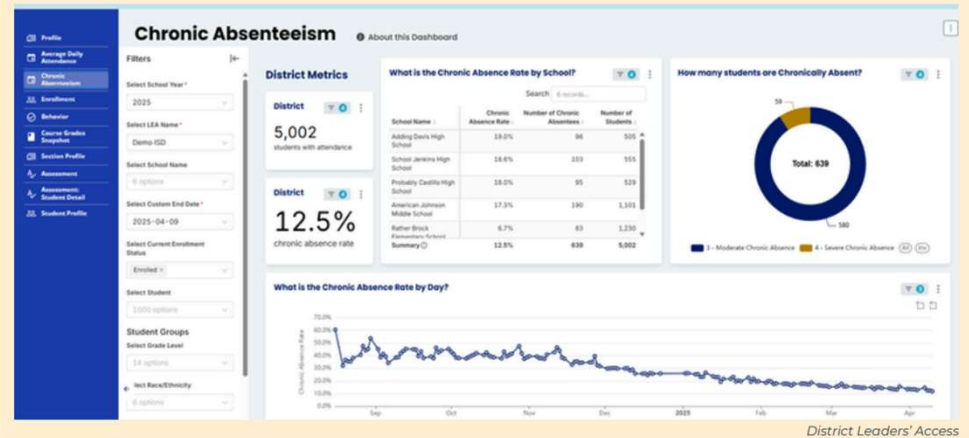 Chronic Absenteeism
About this Dashboard
Profile
Average Daily
Attendance
Chronic
Absenteeism
Enrollment
Behavior
Course Grades
Snapshot
Section Profile
Assessment
Assessment:
Student Detail
Student Profile
Filters
Select School Year *
2025
Select LEA Name *
Demo ISD
Select School Name
6 options
Select Custom End Date *
2025-04-09
Select Current Enrollment
Status
Enrolled ×
Select Student
1000 options
Student Groups
Select Grade Level
14 options
lect Race/Ethnicity
6 options
District Metrics
District
5,002
students with attendance
District
12.5%
chronic absence rate
What is the Chronic Absence Rate by School?
Search 6 records...
School Name
Chronic
Absence Rate
Number of Chronic
Absentees
Number of
Students
Adding Davis High
School
19.0% 96 505
School Jenkins High
School
18.6% 103 555
Probably Castillo High
School
18.0% 95 529
American Johnson
Middle School
17.3% 190 1,101
Rather Brock
Elementary School
6.7% 83 1,230
Summary 12.5% 639 5,002
How many students are Chronically Absent?
59
Total: 639
580
3 - Moderate Chronic Absence 4 - Severe Chronic Absence All Inv
What is the Chronic Absence Rate by Day?
Chronic Absence Rate
70.0%
60.0%
50.0%
40.0%
30.0%
20.0%
10.0%
0.0%
Sep Oct Nov Dec 2025 Feb Mar Apr
District Leaders' Access